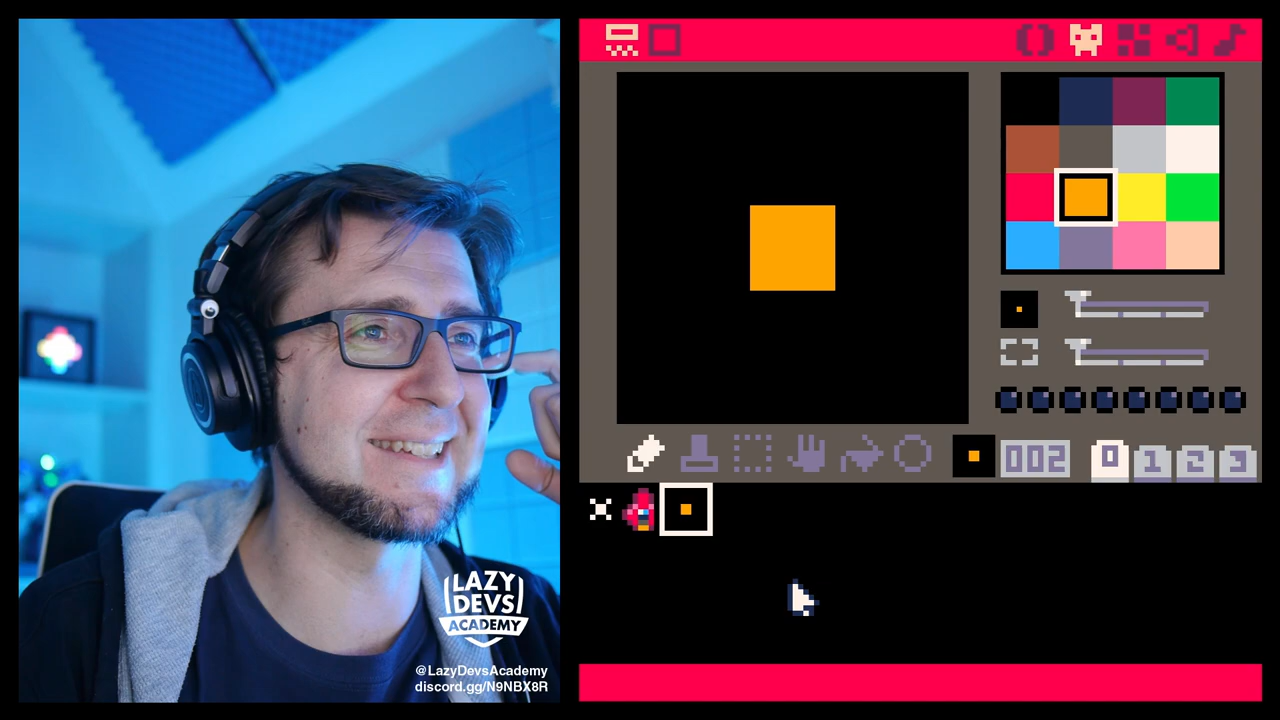 LAZY
DEVS
ACADEMY
@LazyDevsAcademy
discord.gg/N9NBX8R
002
0 1 2 3